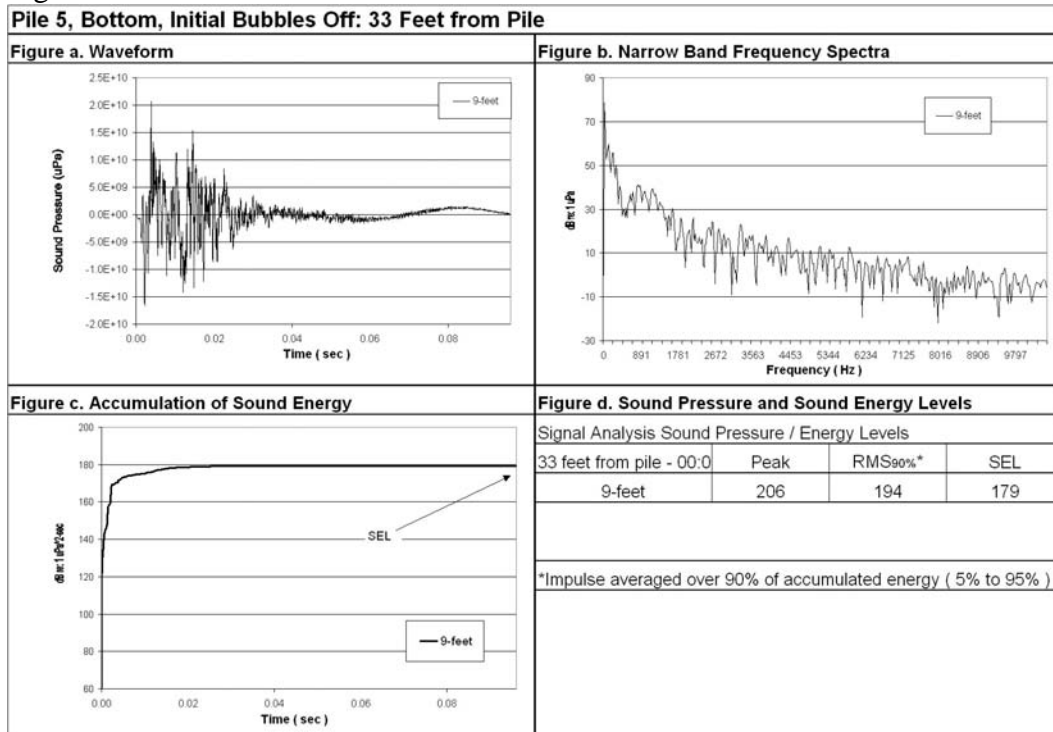 Pile 5, Bottom, Initial Bubbles Off: 33 Feet from Pile
Figure a. Waveform
2.5E+10
2.0E+10
1.5E+10
1.0E+10
5.0E+09
0.0E+00
-5.0E+09
-1.0E+10
-1.5E+10
-2.0E+10
Sound Pressure (uPa)
9-feet
0.00 0.02 0.04 0.06 0.08
Time ( sec )
Figure b. Narrow Band Frequency Spectra
90
70
50
30
10
-10
-30
dB re: 1 uPa
9-feet
0 891 1781 2672 3563 4453 5344 6234 7125 8016 8906 9797
Frequency ( Hz )
Figure c. Accumulation of Sound Energy
200
180
160
140
120
100
80
60
SEL
9-feet
0.00 0.02 0.04 0.06 0.08
Time ( sec )
Figure d. Sound Pressure and Sound Energy Levels
Signal Analysis Sound Pressure / Energy Levels
33 feet from pile - 00:0 Peak RMS90%* SEL
9-feet 206 194 179
*Impulse averaged over 90% of accumulated energy ( 5% to 95% )